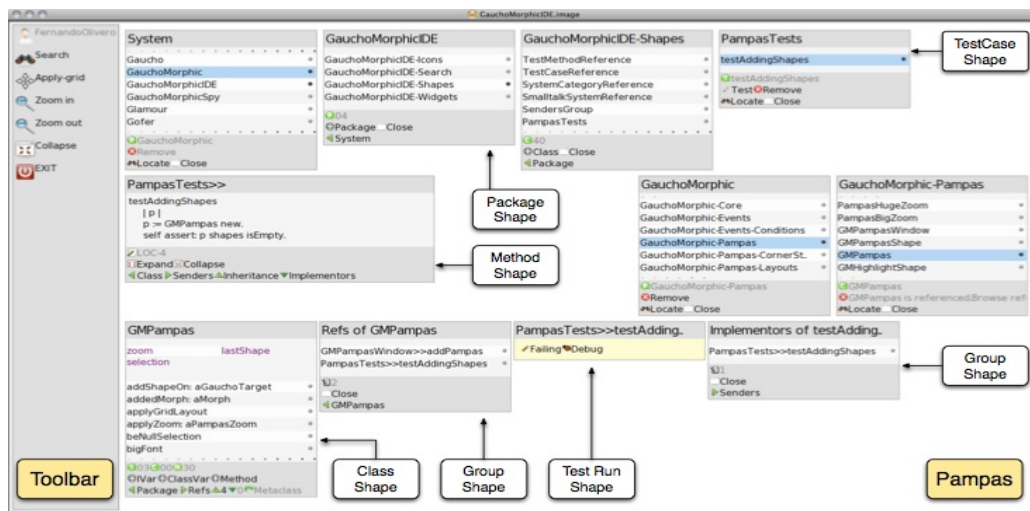 GauchoMorphicIDE.image
FernandoOlivero
Search
Apply-grid
Zoom in
Zoom out
Collapse
EXIT
Toolbar
System
Gaucho
GauchoMorphic
GauchoMorphicIDE
GauchoMorphicSpy
Glamour
Gofer
GauchoMorphic
Remove
Locate Close
GauchoMorphicIDE
GauchoMorphicIDE-Icons
GauchoMorphicIDE-Search
GauchoMorphicIDE-Shapes
GauchoMorphicIDE-Widgets
04
Package Close
System
GauchoMorphicIDE-Shapes
TestMethodReference
TestCaseReference
SystemCategoryReference
SmalltalkSystemReference
SendersGroup
PampasTests
40
Class Close
Package
PampasTests
testAddingShapes
testAddingShapes
Test Remove
Locate Close
TestCase
Shape
Package
Shape
PampasTests>>
testAddingShapes
| p |
p := GMPampas new.
self assert: p shapes isEmpty.
LOC-4
Expand Collapse
Class Senders Inheritance Implementors
Method
Shape
GauchoMorphic
GauchoMorphic-Core
GauchoMorphic-Events
GauchoMorphic-Events-Conditions
GauchoMorphic-Pampas
GauchoMorphic-Pampas-CornerSt..
GauchoMorphic-Pampas-Layouts
GauchoMorphic-Pampas
Remove
Locate Close
GauchoMorphic-Pampas
PampasHugeZoom
PampasBigZoom
GMPampasWindow
GMPampasShape
GMPampas
GMHighlightShape
GMPampas
GMPampas is referenced.Browse ref
Locate Close
GMPampas
zoom lastShape
selection
addShapeOn: aGauchoTarget
addedMorph: aMorph
applyGridLayout
applyZoom: aPampasZoom
beNullSelection
bigFont
03 00 30
IVar ClassVar Method
Package Refs 4 0 Metaclass
Class
Shape
Refs of GMPampas
GMPampasWindow>>addPampas
PampasTests>>testAddingShapes
2
Close
GMPampas
Group
Shape
PampasTests>>testAdding..
Failing Debug
Test Run
Shape
Implementors of testAdding..
PampasTests>>testAddingShapes
1
Close
Senders
Group
Shape
Pampas